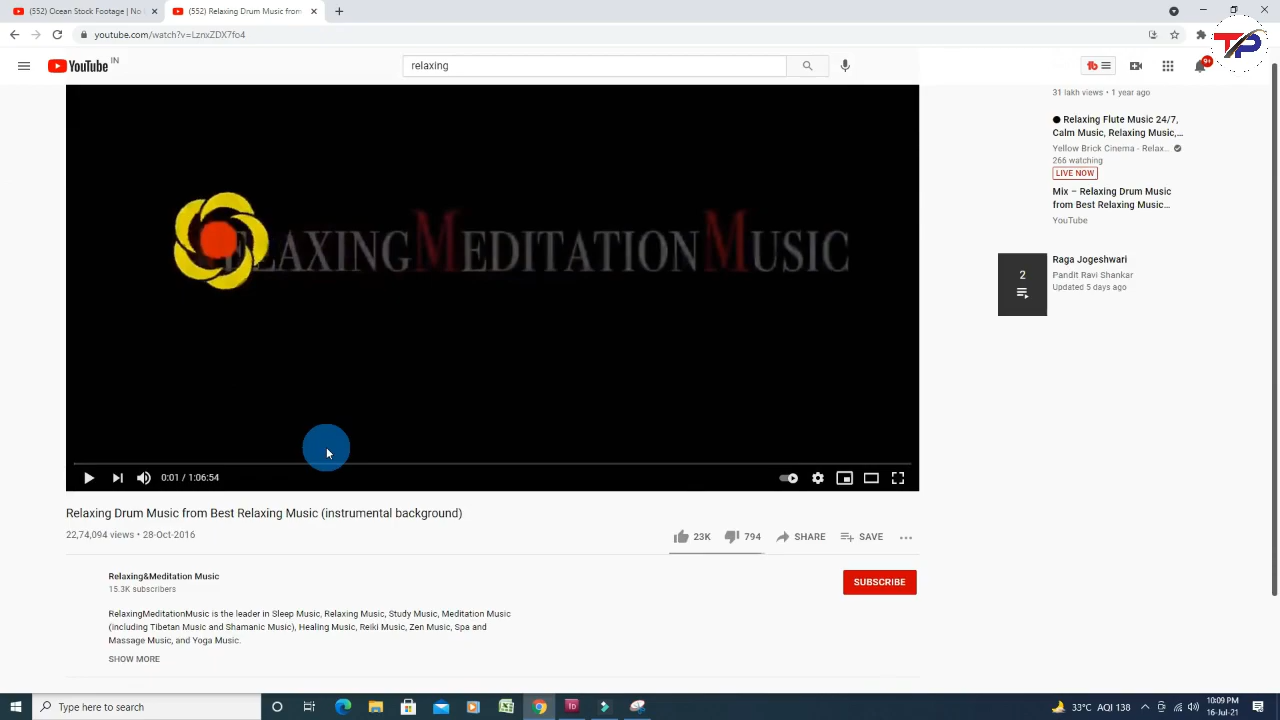 (552) Ocean Stock Footage | No
(552) Relaxing Drum Music from
youtube.com/watch?v=LznxZDX7fo4
YouTube IN
relaxing
9+
31 lakh views • 1 year ago
Relaxing Flute Music 24/7,
Calm Music, Relaxing Music,...
Yellow Brick Cinema - Relax...
266 watching
LIVE NOW
Mix – Relaxing Drum Music
from Best Relaxing Music...
YouTube
2
Raga Jogeshwari
Pandit Ravi Shankar
Updated 5 days ago
RELAXINGMEDITATIONMUSIC
0:01 / 1:06:54
Relaxing Drum Music from Best Relaxing Music (instrumental background)
22,74,094 views • 28-Oct-2016
23K
794
SHARE
SAVE
Relaxing&Meditation Music
15.3K subscribers
SUBSCRIBE
RelaxingMeditationMusic is the leader in Sleep Music, Relaxing Music, Study Music, Meditation Music
(including Tibetan Music and Shamanic Music), Healing Music, Reiki Music, Zen Music, Spa and
Massage Music, and Yoga Music.
SHOW MORE
Type here to search
33°C AQI 138
10:09 PM
16-Jul-21